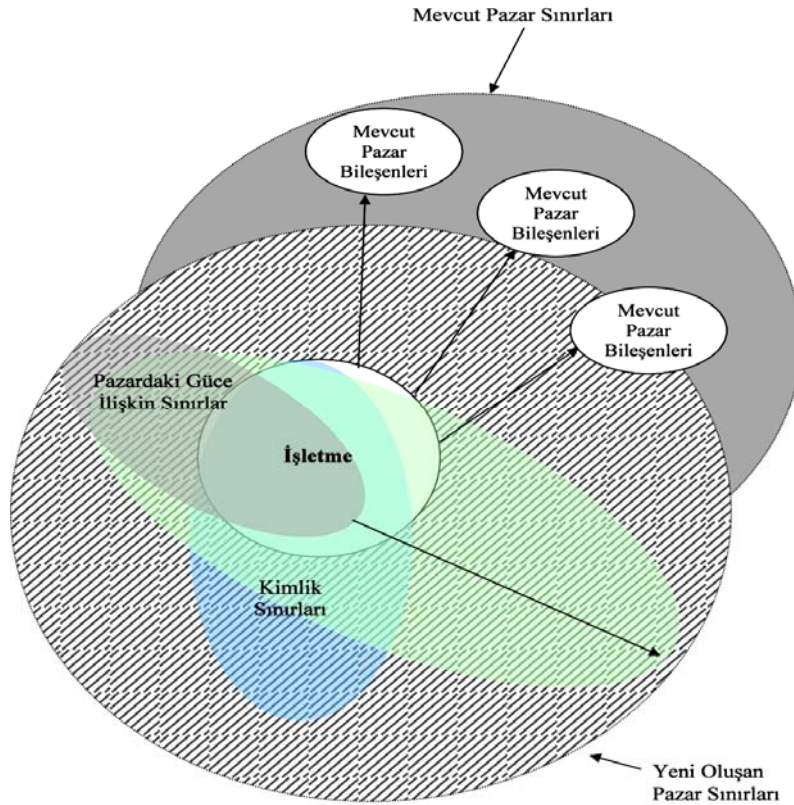 Mevcut Pazar Sınırları
Mevcut
Pazar
Bileşenleri
Mevcut
Pazar
Bileşenleri
Mevcut
Pazar
Bileşenleri
Pazardaki Güce
İlişkin Sınırlar
İşletme
Kimlik
Sınırları
Yeni Oluşan
Pazar Sınırları